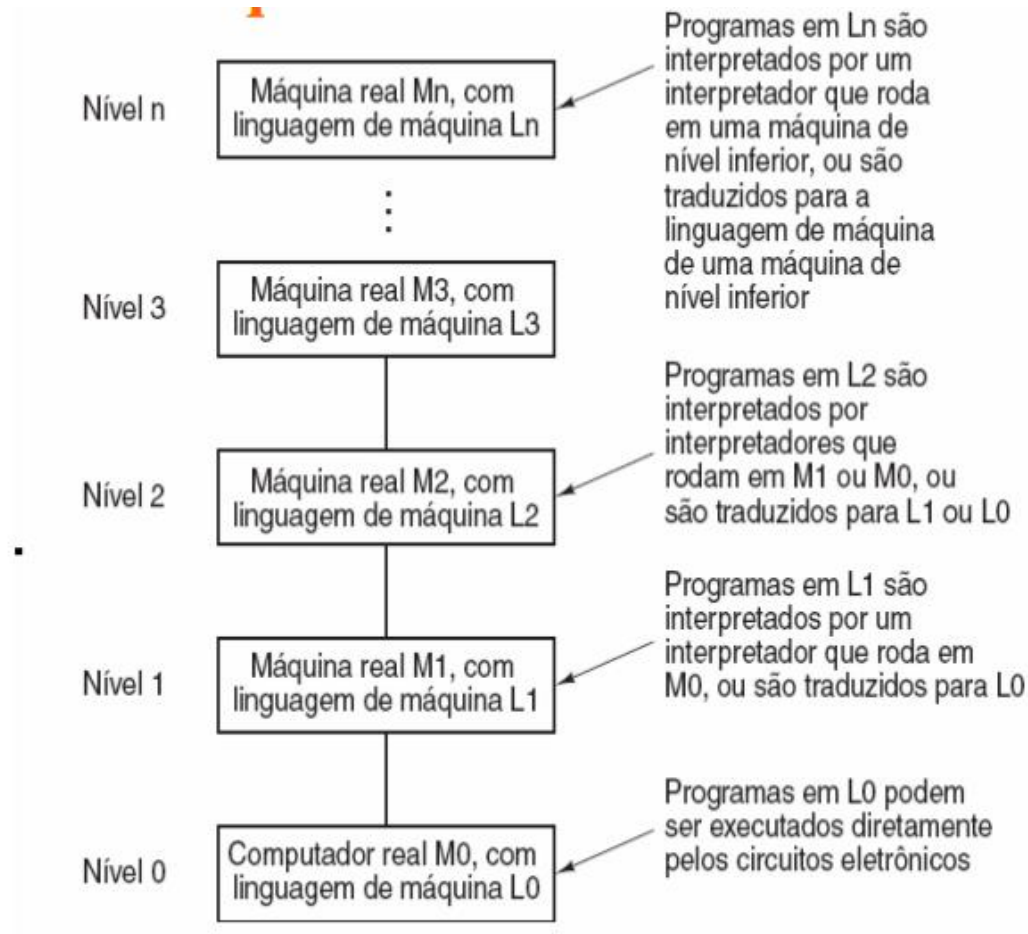 Programas em Ln são
interpretados por um
interpretador que roda
em uma máquina de
nível inferior, ou são
traduzidos para a
linguagem de máquina
de uma máquina de
nível inferior
Nível n
Máquina real Mn, com
linguagem de máquina Ln
Nível 3
Máquina real M3, com
linguagem de máquina L3
Programas em L2 são
interpretados por
interpretadores que
rodam em M1 ou M0, ou
são traduzidos para L1 ou L0
Nível 2
Máquina real M2, com
linguagem de máquina L2
Programas em L1 são
interpretados por um
interpretador que roda em
M0, ou são traduzidos para L0
Nível 1
Máquina real M1, com
linguagem de máquina L1
Programas em L0 podem
ser executados diretamente
pelos circuitos eletrônicos
Nível 0
Computador real M0, com
linguagem de máquina L0